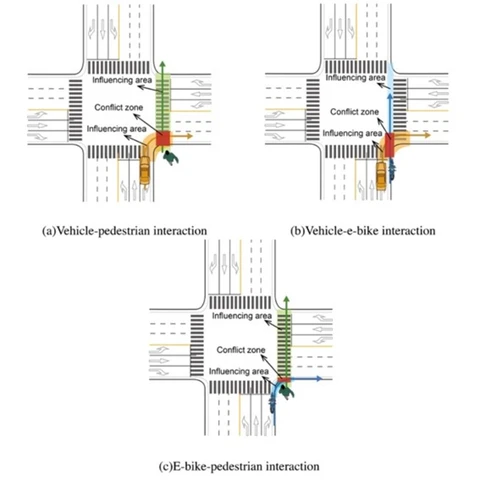 Influencing area
Conflict zone
Influencing area
(a)Vehicle-pedestrian interaction
Influencing area
Conflict zone
Influencing area
(b)Vehicle-e-bike interaction
Influencing area
Conflict zone
Influencing area
(c)E-bike-pedestrian interaction